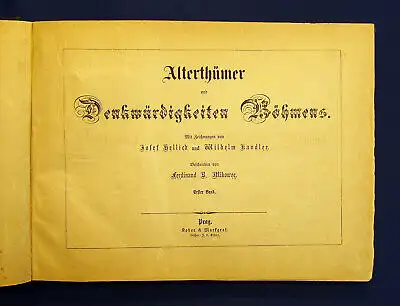 Alterthümer
und
Denkwürdigkeiten Böhmens.
Mit Zeichnungen von
Josef Hellich und Wilhelm Kandler.
Beschrieben von
Ferdinand B. Mikowec.
Erster Band.
Prag.
Kober & Markgraf.